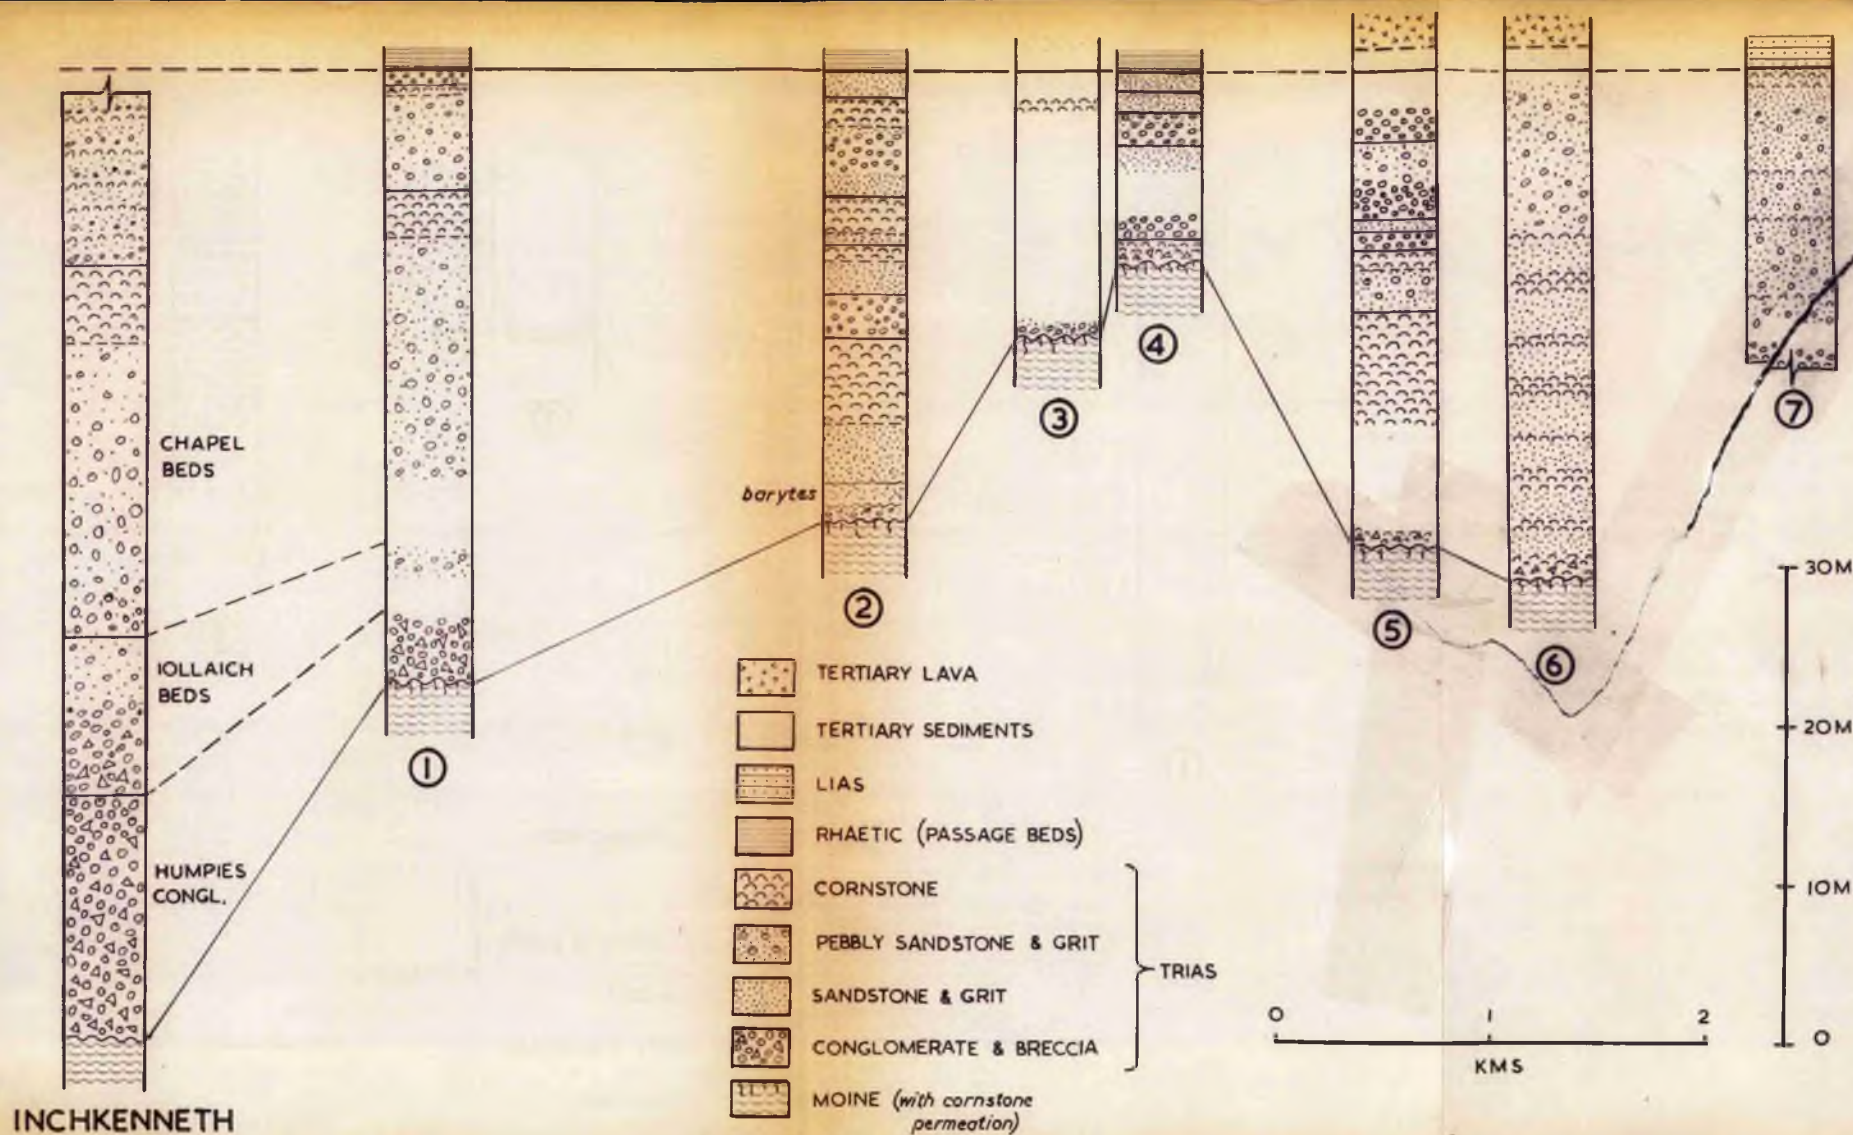 CHAPEL
BEDS
IOLLAICH
BEDS
HUMPIES
CONGL.
INCHKENNETH
1
barytes
2
3
4
5
6
7
TERTIARY LAVA
TERTIARY SEDIMENTS
LIAS
RHAETIC (PASSAGE BEDS)
CORNSTONE
PEBBLY SANDSTONE & GRIT
SANDSTONE & GRIT
CONGLOMERATE & BRECCIA
MOINE (with cornstone
permeation)
TRIAS
0 1 2
KMS
30M
20M
10M
0